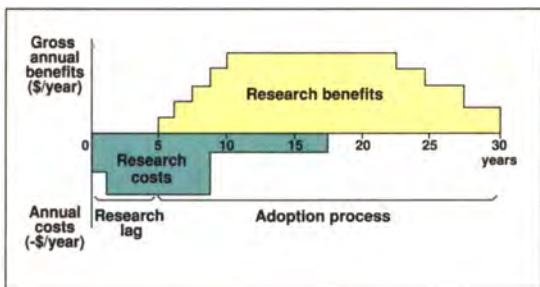 Gross
annual
benefits
($/year)
Research benefits
0
5
10
15
20
25
30
years
Research
costs
Annual
costs
(-$/year)
Research
lag
Adoption process